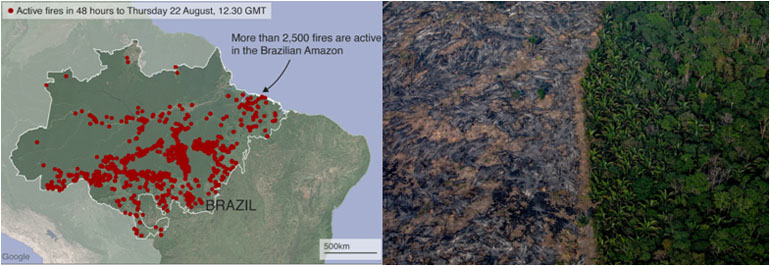 Active fires in 48 hours to Thursday 22 August, 12.30 GMT
More than 2,500 fires are active
in the Brazilian Amazon
BRAZIL
500km
Google